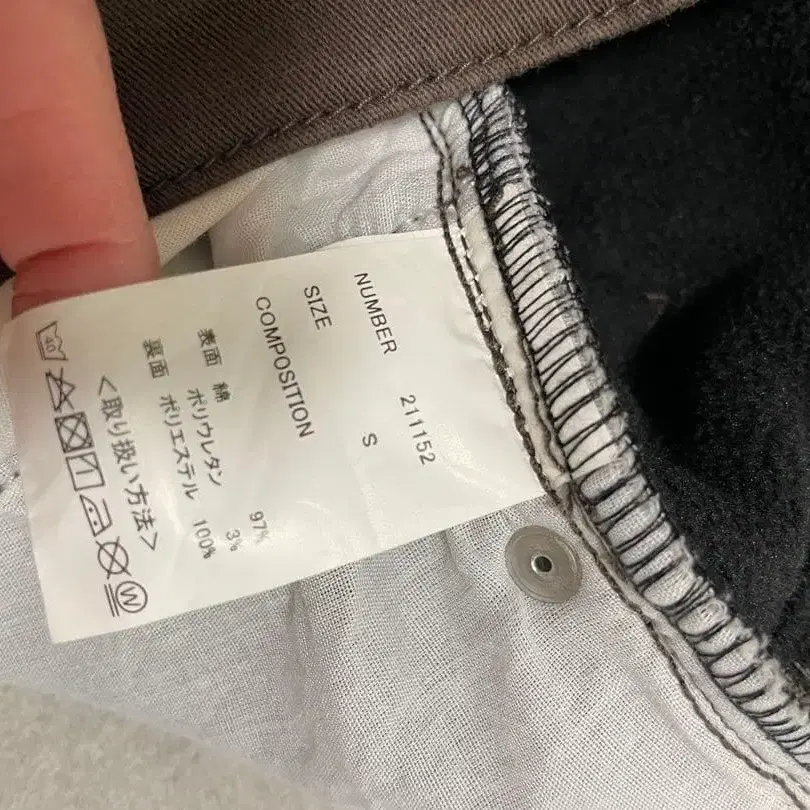 NUMBER 211152
SIZE S
COMPOSITION
表面 綿 97%
ポリウレタン 3%
裏面 ポリエステル 100%
<取り扱い方法>
40
W